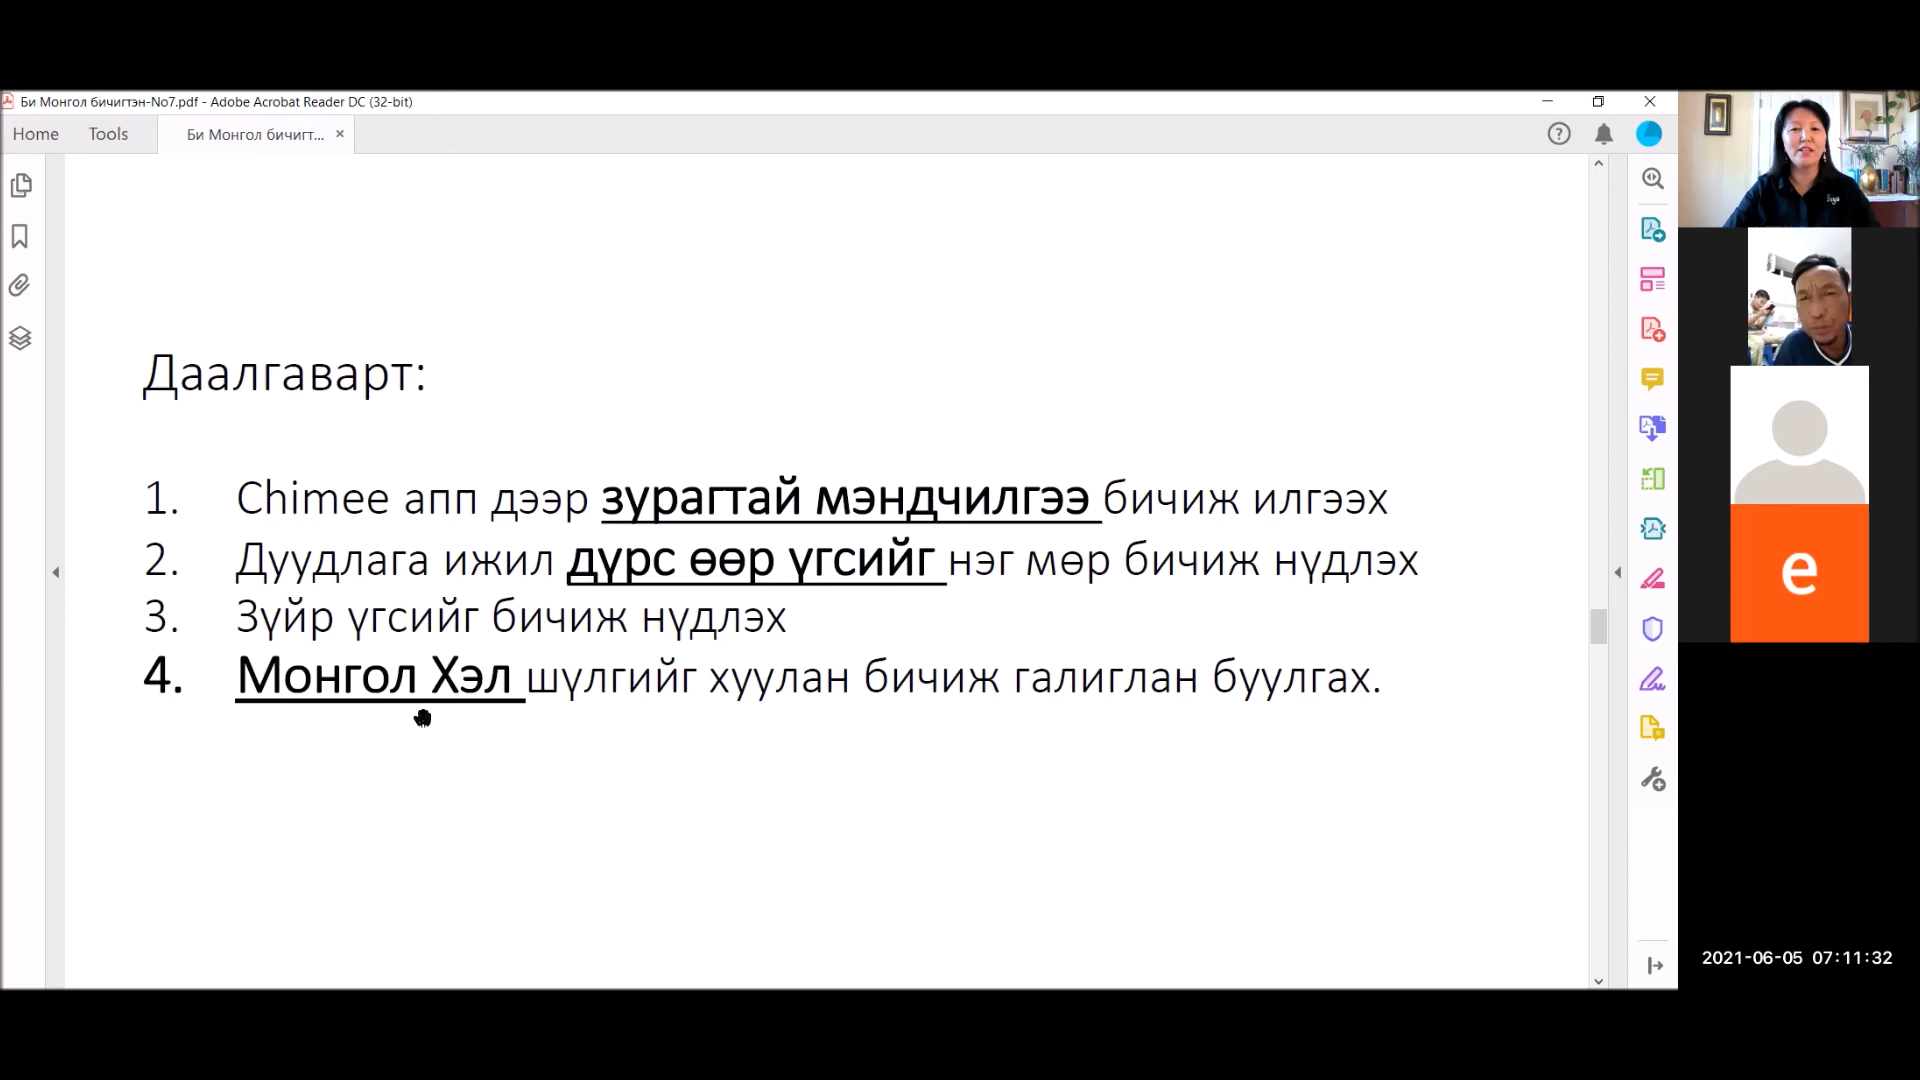 Би Монгол бичигтэн-No7.pdf - Adobe Acrobat Reader DC (32-bit)
Home Tools Би Монгол бичигт... ×
Даалгаварт:
1. Chimee апп дээр зурагтай мэндчилгээ бичиж илгээх
2. Дуудлага ижил дүрс өөр үгсийг нэг мөр бичиж нүдлэх
3. Зүйр үгсийг бичиж нүдлэх
4. Монгол Хэл шүлгийг хуулан бичиж галиглан буулгах.
e
2021-06-05 07:11:32